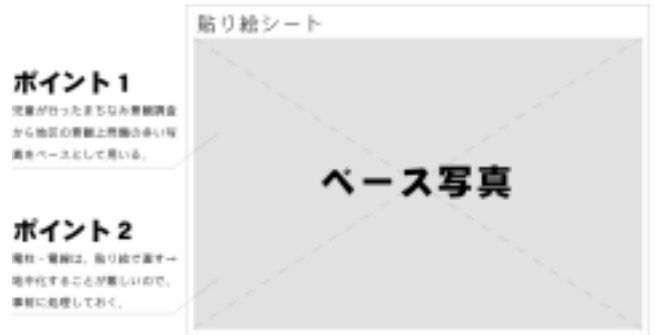 貼り絵シート
ポイント1
児童が行ったまちなみ景観調査
から地区の景観上問題の多い写
真をベースとして用いる。
ベース写真
ポイント2
電柱・電線は、貼り絵で直す→
地中化することが難しいので、
事前に処理しておく。